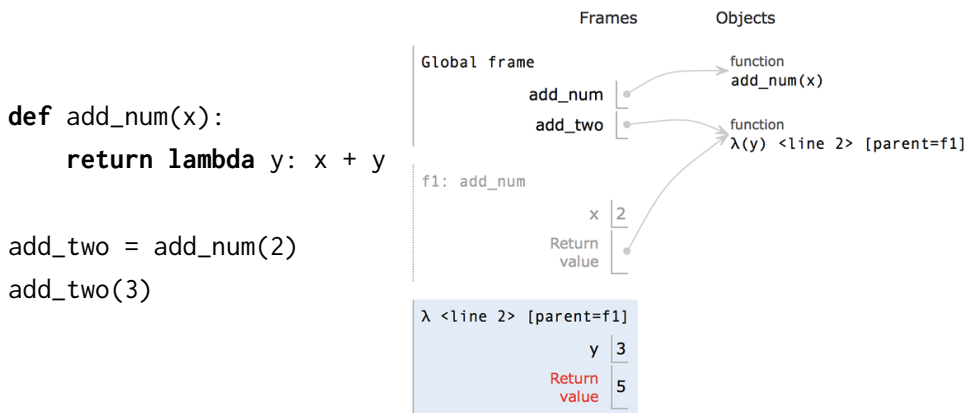 def add_num(x):
    return lambda y: x + y
add_two = add_num(2)
add_two(3)
Frames Objects
Global frame
add_num
add_two
function
add_num(x)
function
λ(y) <line 2> [parent=f1]
f1: add_num
x 2
Return
value
λ <line 2> [parent=f1]
y 3
Return
value 5